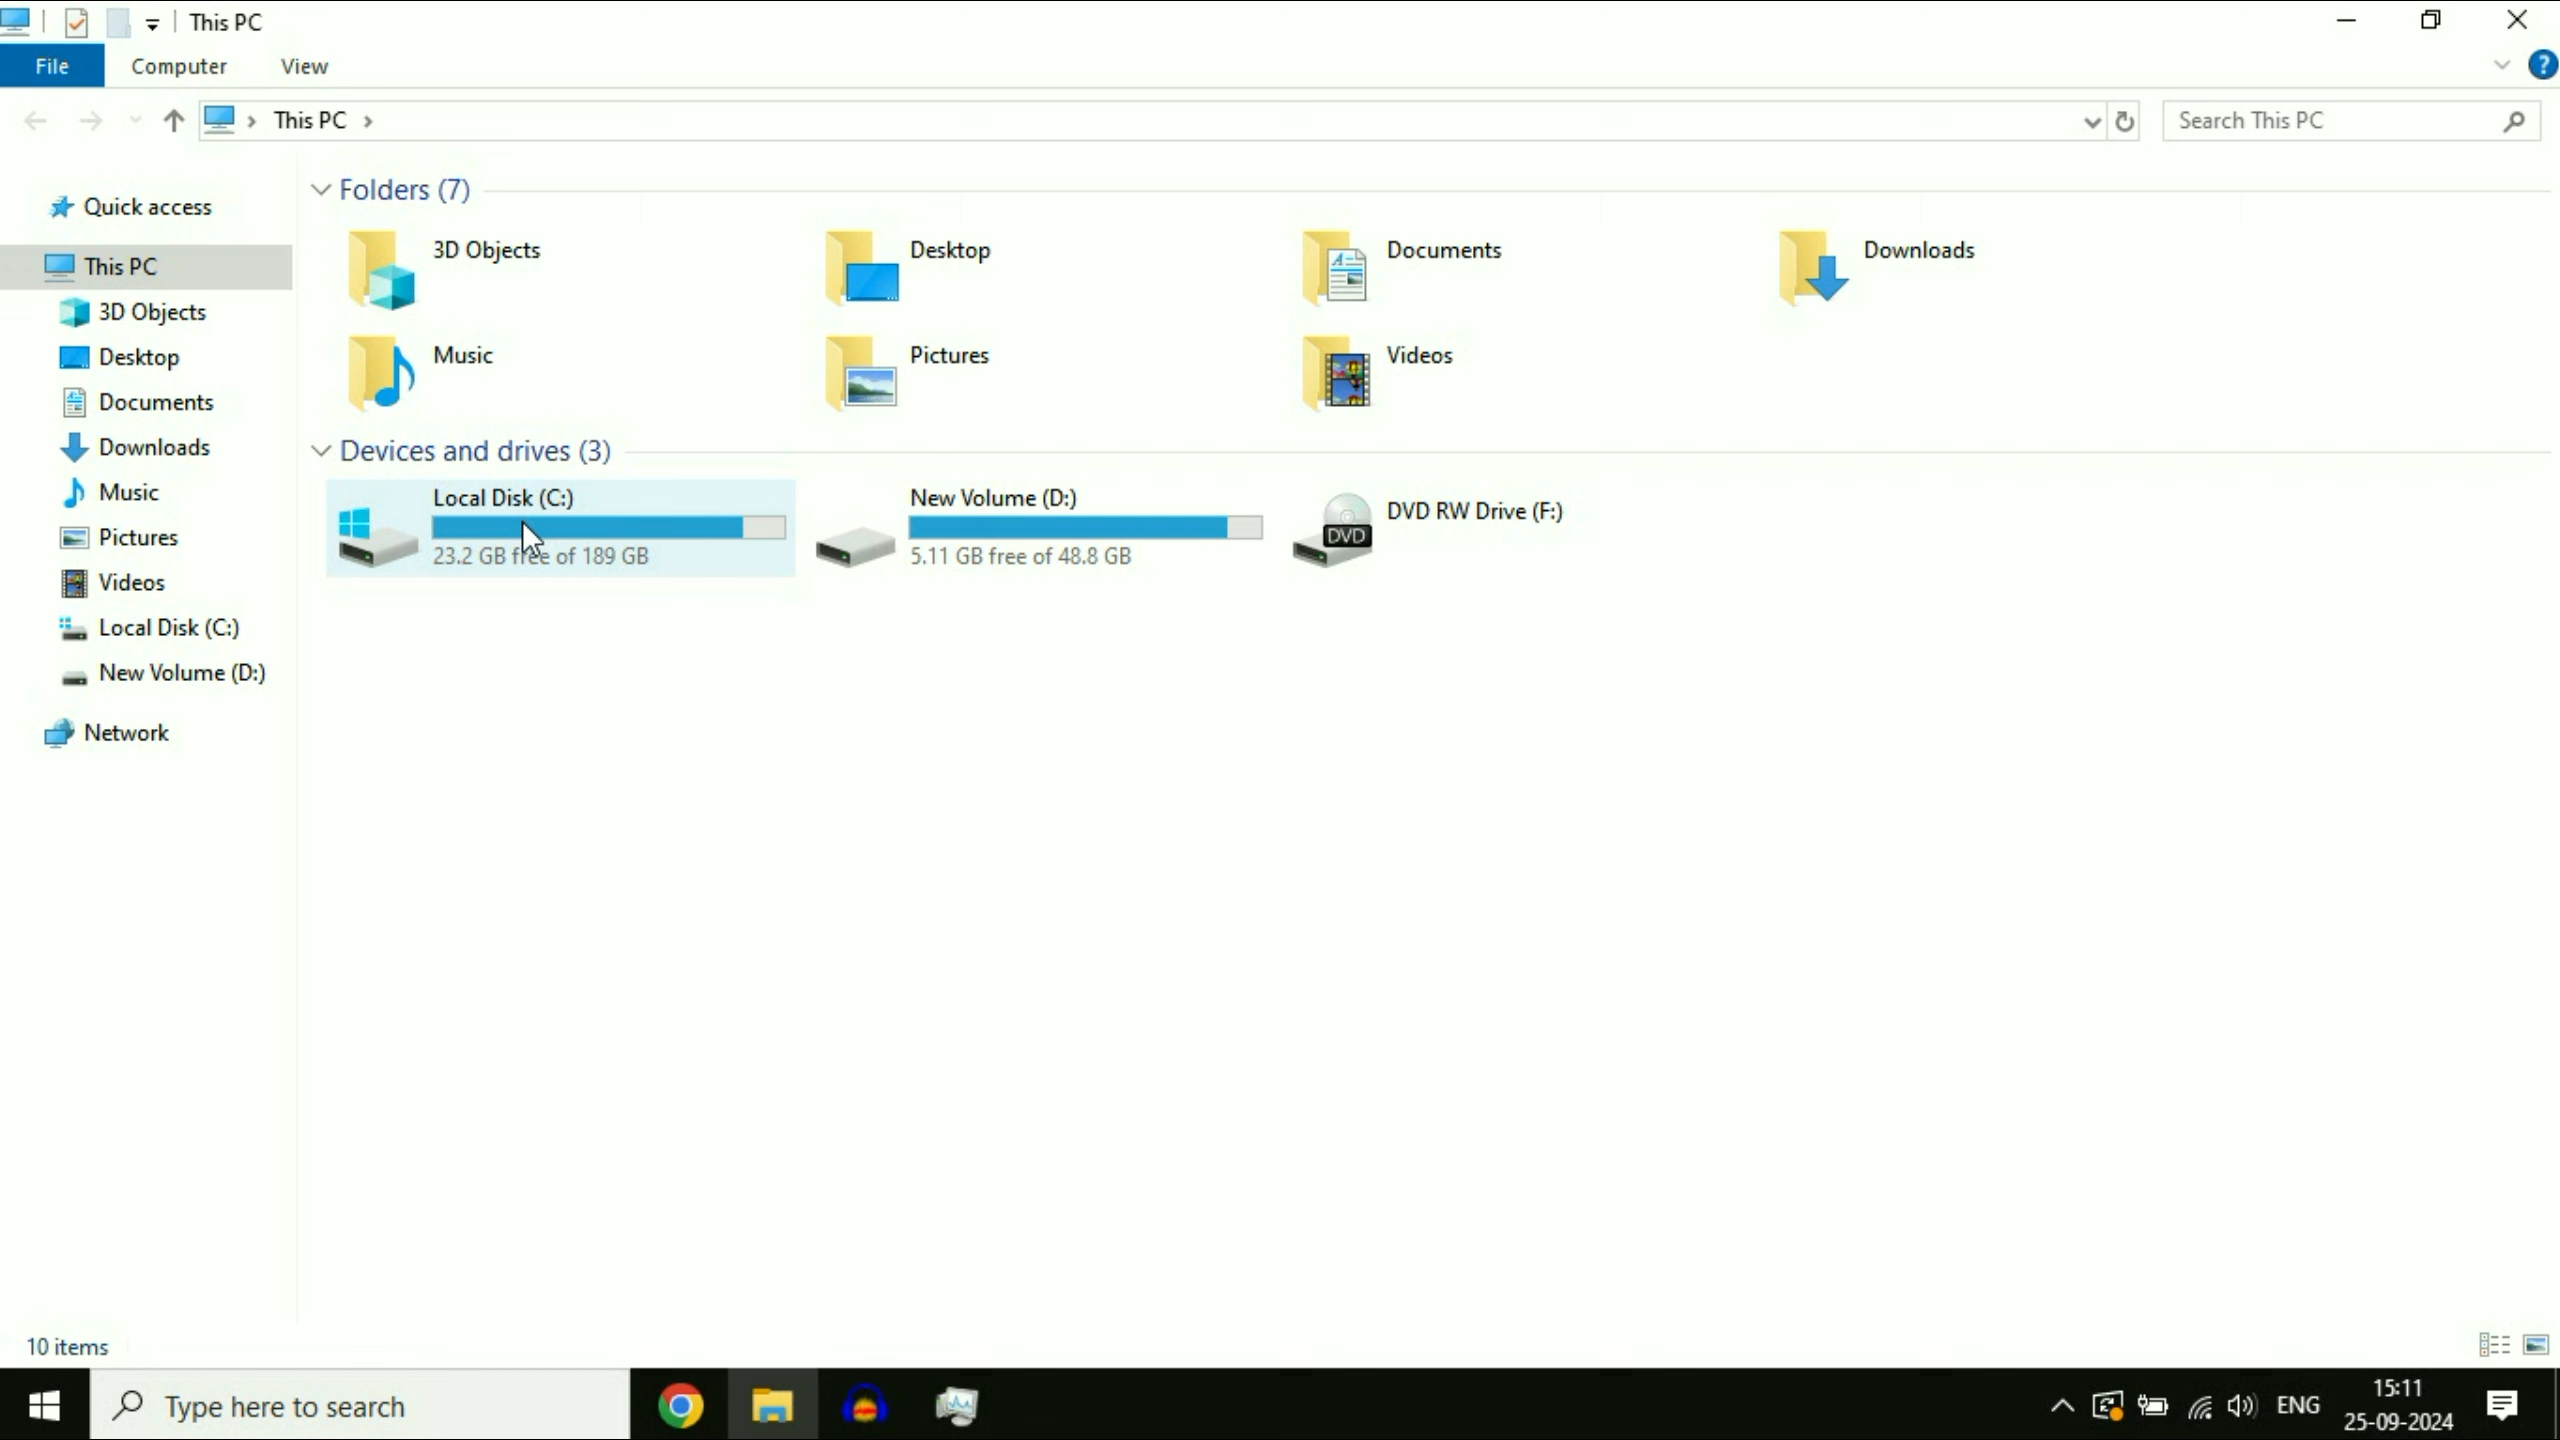 This PC
File Computer View
This PC
Search This PC
Quick access
This PC
3D Objects
Desktop
Documents
Downloads
Music
Pictures
Videos
Local Disk (C:)
New Volume (D:)
Network
Folders (7)
3D Objects
Desktop
Documents
Downloads
Music
Pictures
Videos
Devices and drives (3)
Local Disk (C:)
23.2 GB free of 189 GB
New Volume (D:)
5.11 GB free of 48.8 GB
DVD
DVD RW Drive (F:)
10 items
Type here to search
ENG
15:11
25-09-2024